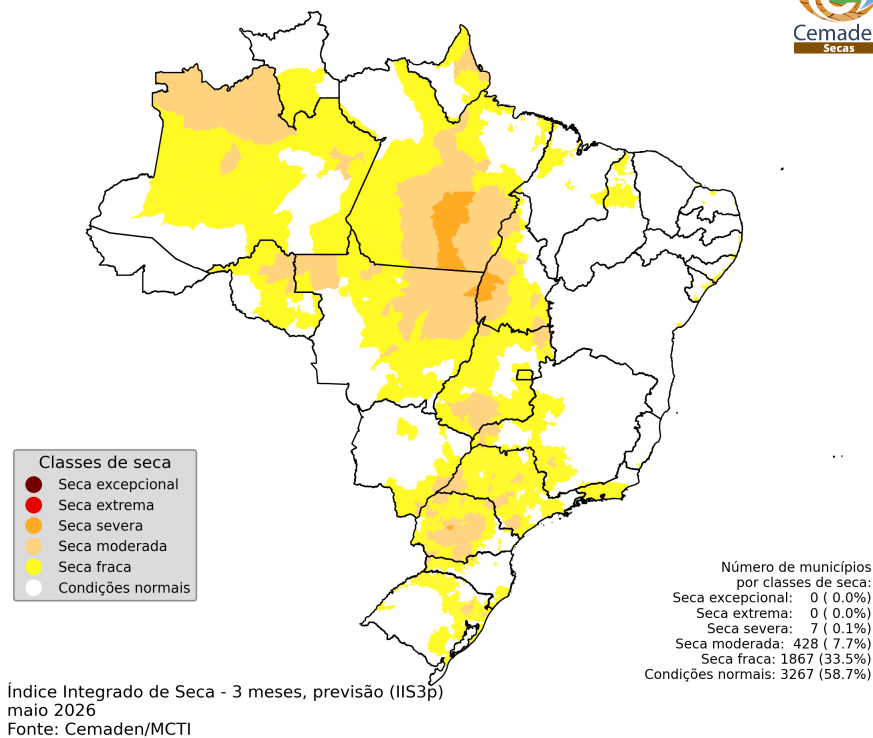 Cemade
Secas
Classes de seca
Seca excepcional
Seca extrema
Seca severa
Seca moderada
Seca fraca
Condições normais
Número de municípios
por classes de seca:
Seca excepcional: 0 ( 0.0%)
Seca extrema: 0 ( 0.0%)
Seca severa: 7 ( 0.1%)
Seca moderada: 428 ( 7.7%)
Seca fraca: 1867 (33.5%)
Condições normais: 3267 (58.7%)
Índice Integrado de Seca - 3 meses, previsão (IIS3p)
maio 2026
Fonte: Cemaden/MCTI